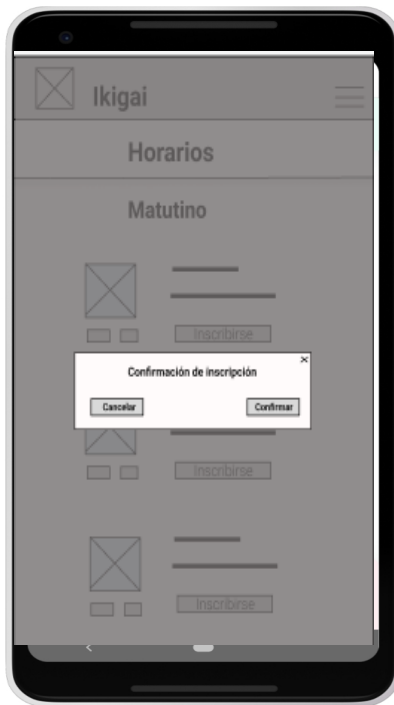 Ikigai
Horarios
Matutino
Inscribirse
Confirmación de inscripción
Cancelar Confirmar
Inscribirse
Inscribirse